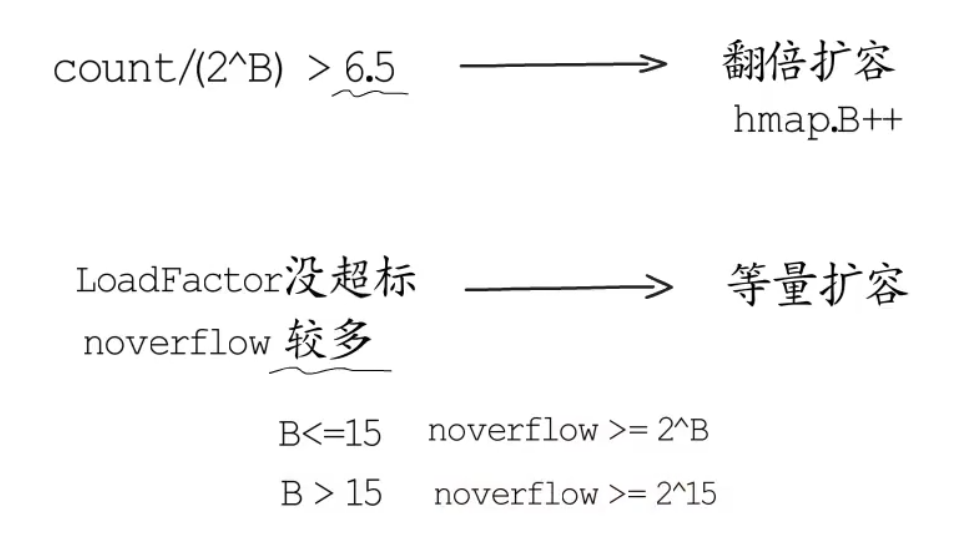 count/(2^B) > 6.5
翻倍扩容
hmap.B++
LoadFactor没超标
等量扩容
noverflow 较多
B<=15 noverflow >= 2^B
B > 15 noverflow >= 2^15